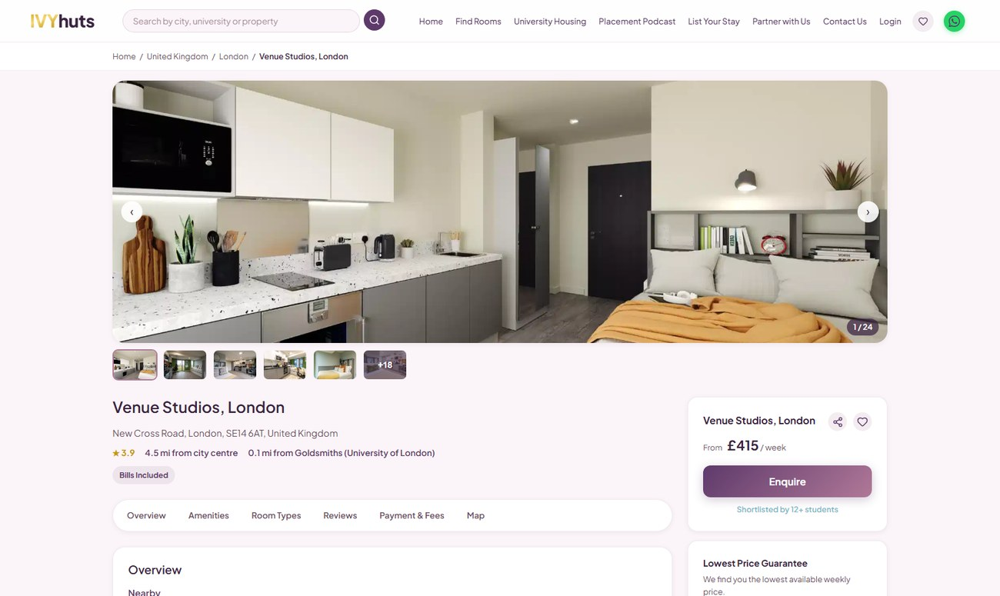 IVYhuts
Search by city, university or property
Home Find Rooms University Housing Placement Podcast List Your Stay Partner with Us Contact Us Login
Home / United Kingdom / London / Venue Studios, London
‹ ›
1 / 24
+18
Venue Studios, London
New Cross Road, London, SE14 6AT, United Kingdom
★ 3.9 4.5 mi from city centre 0.1 mi from Goldsmiths (University of London)
Bills Included
Overview Amenities Room Types Reviews Payment & Fees Map
Overview
Nearby
Venue Studios, London
From £415 / week
Enquire
Shortlisted by 12+ students
Lowest Price Guarantee
We find you the lowest available weekly
price.